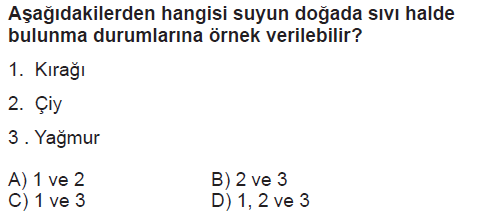 Aşağıdakilerden hangisi suyun doğada sıvı halde
bulunma durumlarına örnek verilebilir?
1. Kırağı
2. Çiy
3 . Yağmur
A) 1 ve 2 B) 2 ve 3
C) 1 ve 3 D) 1, 2 ve 3